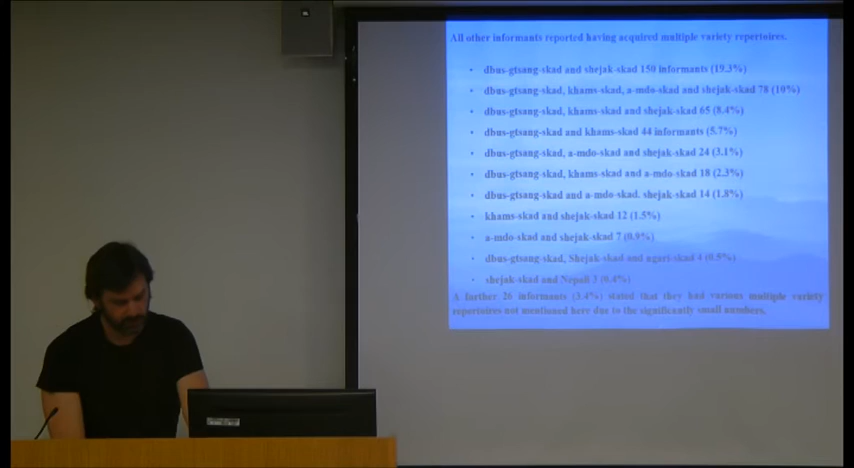 All other informants reported having acquired multiple variety repertoires.
• dbus-gtsang-skad and shejak-skad 150 informants (19.3%)
• dbus-gtsang-skad, khams-skad, a-mdo-skad and shejak-skad 78 (10%)
• dbus-gtsang-skad, khams-skad and shejak-skad 65 (8.4%)
• dbus-gtsang-skad and khams-skad 44 informants (5.7%)
• dbus-gtsang-skad, a-mdo-skad and shejak-skad 24 (3.1%)
• dbus-gtsang-skad, khams-skad and a-mdo-skad 18 (2.3%)
• dbus-gtsang-skad and a-mdo-skad. shejak-skad 14 (1.8%)
• khams-skad and shejak-skad 12 (1.5%)
• a-mdo-skad and shejak-skad 7 (0.9%)
• dbus-gtsang-skad, Shejak-skad and ngari-skad 4 (0.5%)
• shejak-skad and Nepali 3 (0.4%)
A further 26 informants (3.4%) stated that they had various multiple variety
repertoires not mentioned here due to the significantly small numbers.